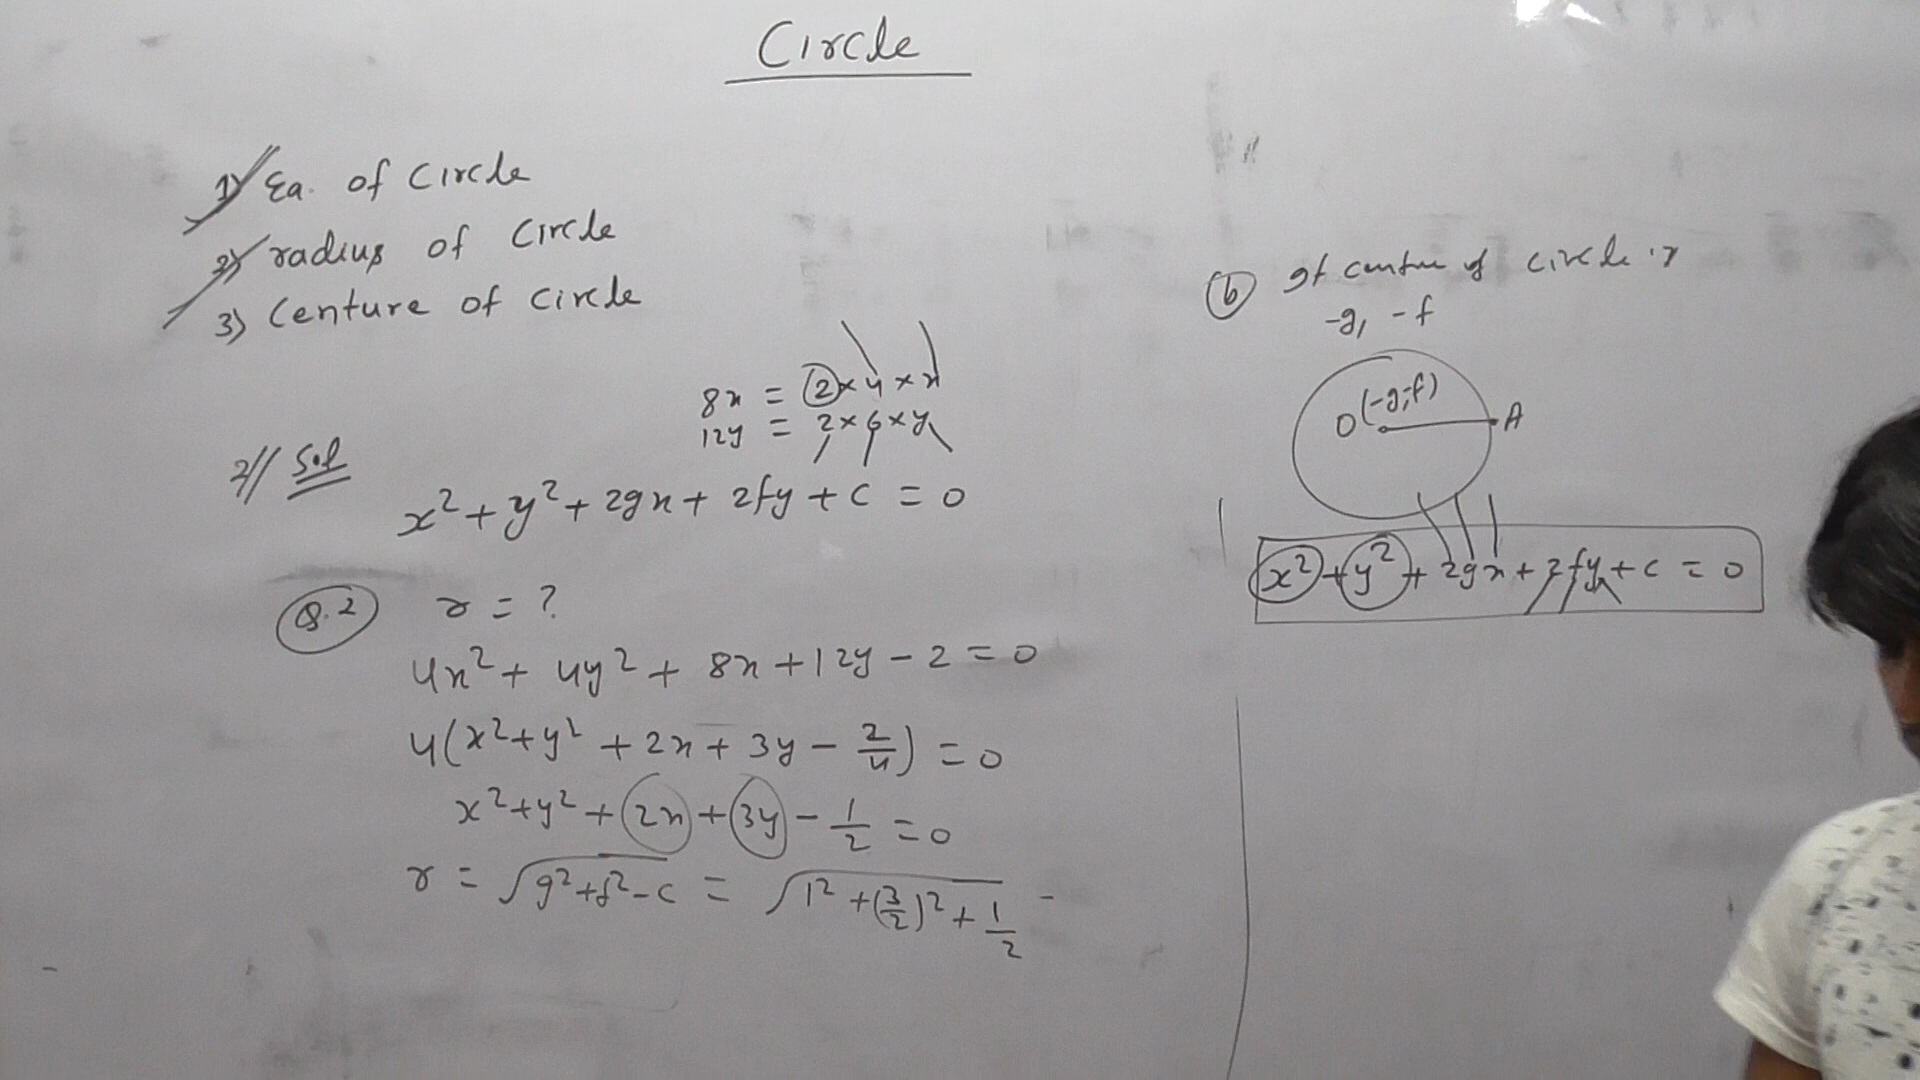 Circle
1) Eq. of Circle
2) radius of Circle
3) Centure of Circle
8x = 2 × 4 × x
12y = 2 × 6 × y
2// Sol
x² + y² + 2gx + 2fy + c = 0
Q.2 r = ?
4x² + 4y² + 8x + 12y - 2 = 0
4(x² + y² + 2x + 3y - 2/4) = 0
x² + y² + 2x + 3y - 1/2 = 0
r = √g² + f² - c = √1² + (3/2)² + 1/2 -
(b) of centre of circle is
-g, -f
O (-g, -f) A
x² + y² + 2gx + 2fy + c = 0